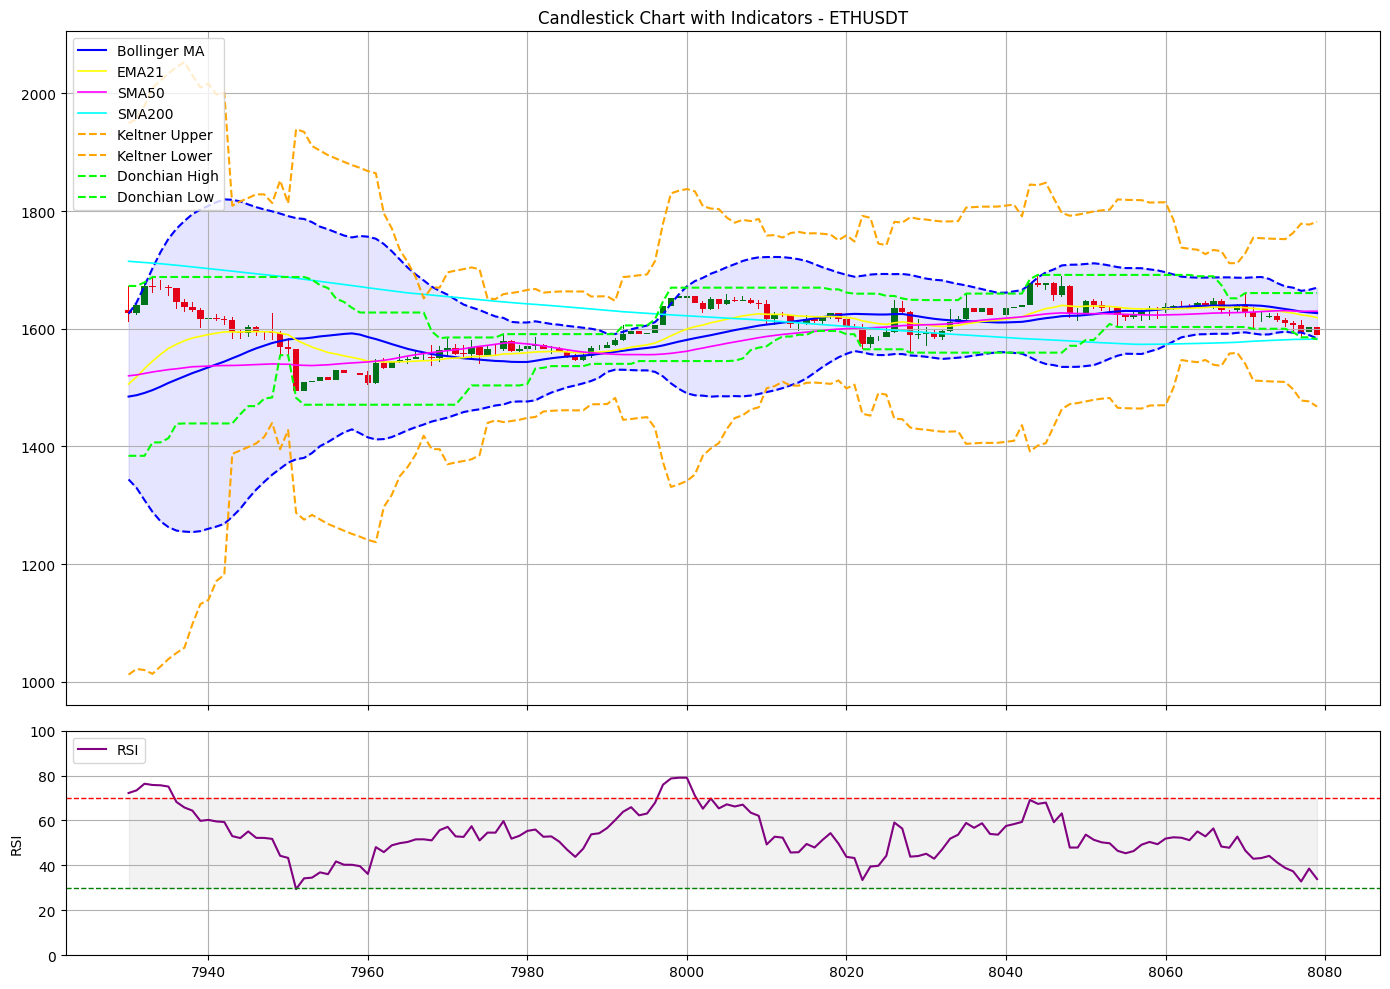 Candlestick Chart with Indicators - ETHUSDT
Bollinger MA
EMA21
SMA50
SMA200
Keltner Upper
Keltner Lower
Donchian High
Donchian Low
2000
1800
1600
1400
1200
1000
RSI
100
80
60
40
20
0
RSI
7940 7960 7980 8000 8020 8040 8060 8080